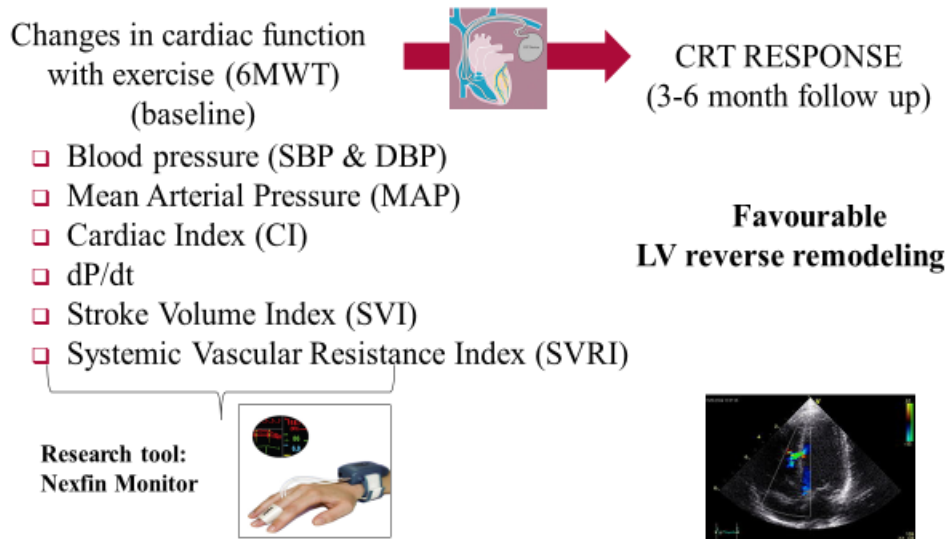 Changes in cardiac function
with exercise (6MWT)
(baseline)
CRT RESPONSE
(3-6 month follow up)
Blood pressure (SBP & DBP)
Mean Arterial Pressure (MAP)
Cardiac Index (CI)
dP/dt
Stroke Volume Index (SVI)
Systemic Vascular Resistance Index (SVRI)
Favourable
LV reverse remodeling
Research tool:
Nexfin Monitor